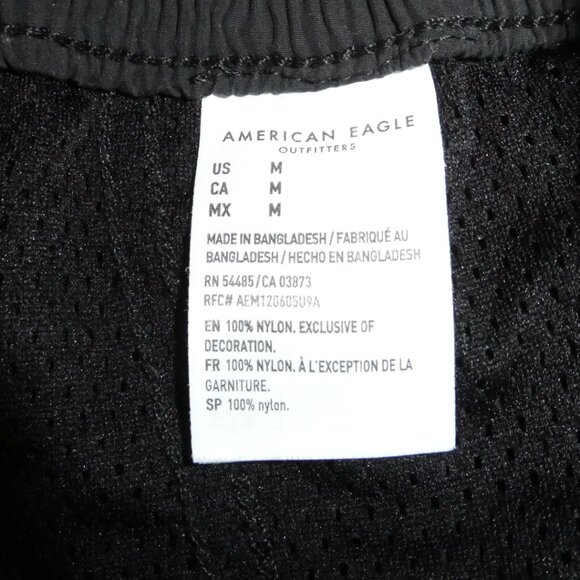 AMERICAN EAGLE
OUTFITTERS
US M
CA M
MX M
MADE IN BANGLADESH / FABRIQUÉ AU
BANGLADESH / HECHO EN BANGLADESH
RN 54485/CA 03873
RFC# AEM120605U9A
EN 100% NYLON. EXCLUSIVE OF
DECORATION.
FR 100% NYLON. À L'EXCEPTION DE LA
GARNITURE.
SP 100% nylon.